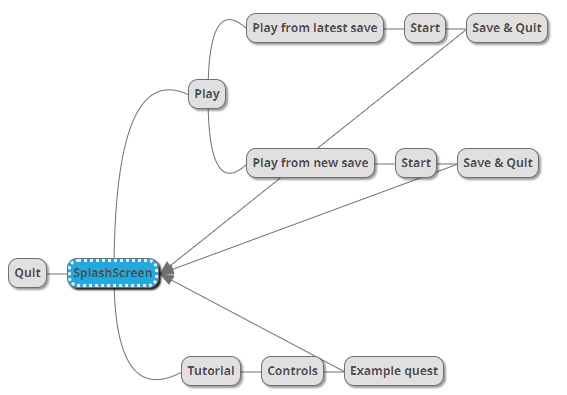 Play from latest save
Start
Save & Quit
Play
Play from new save
Start
Save & Quit
Quit
SplashScreen
Tutorial
Controls
Example quest